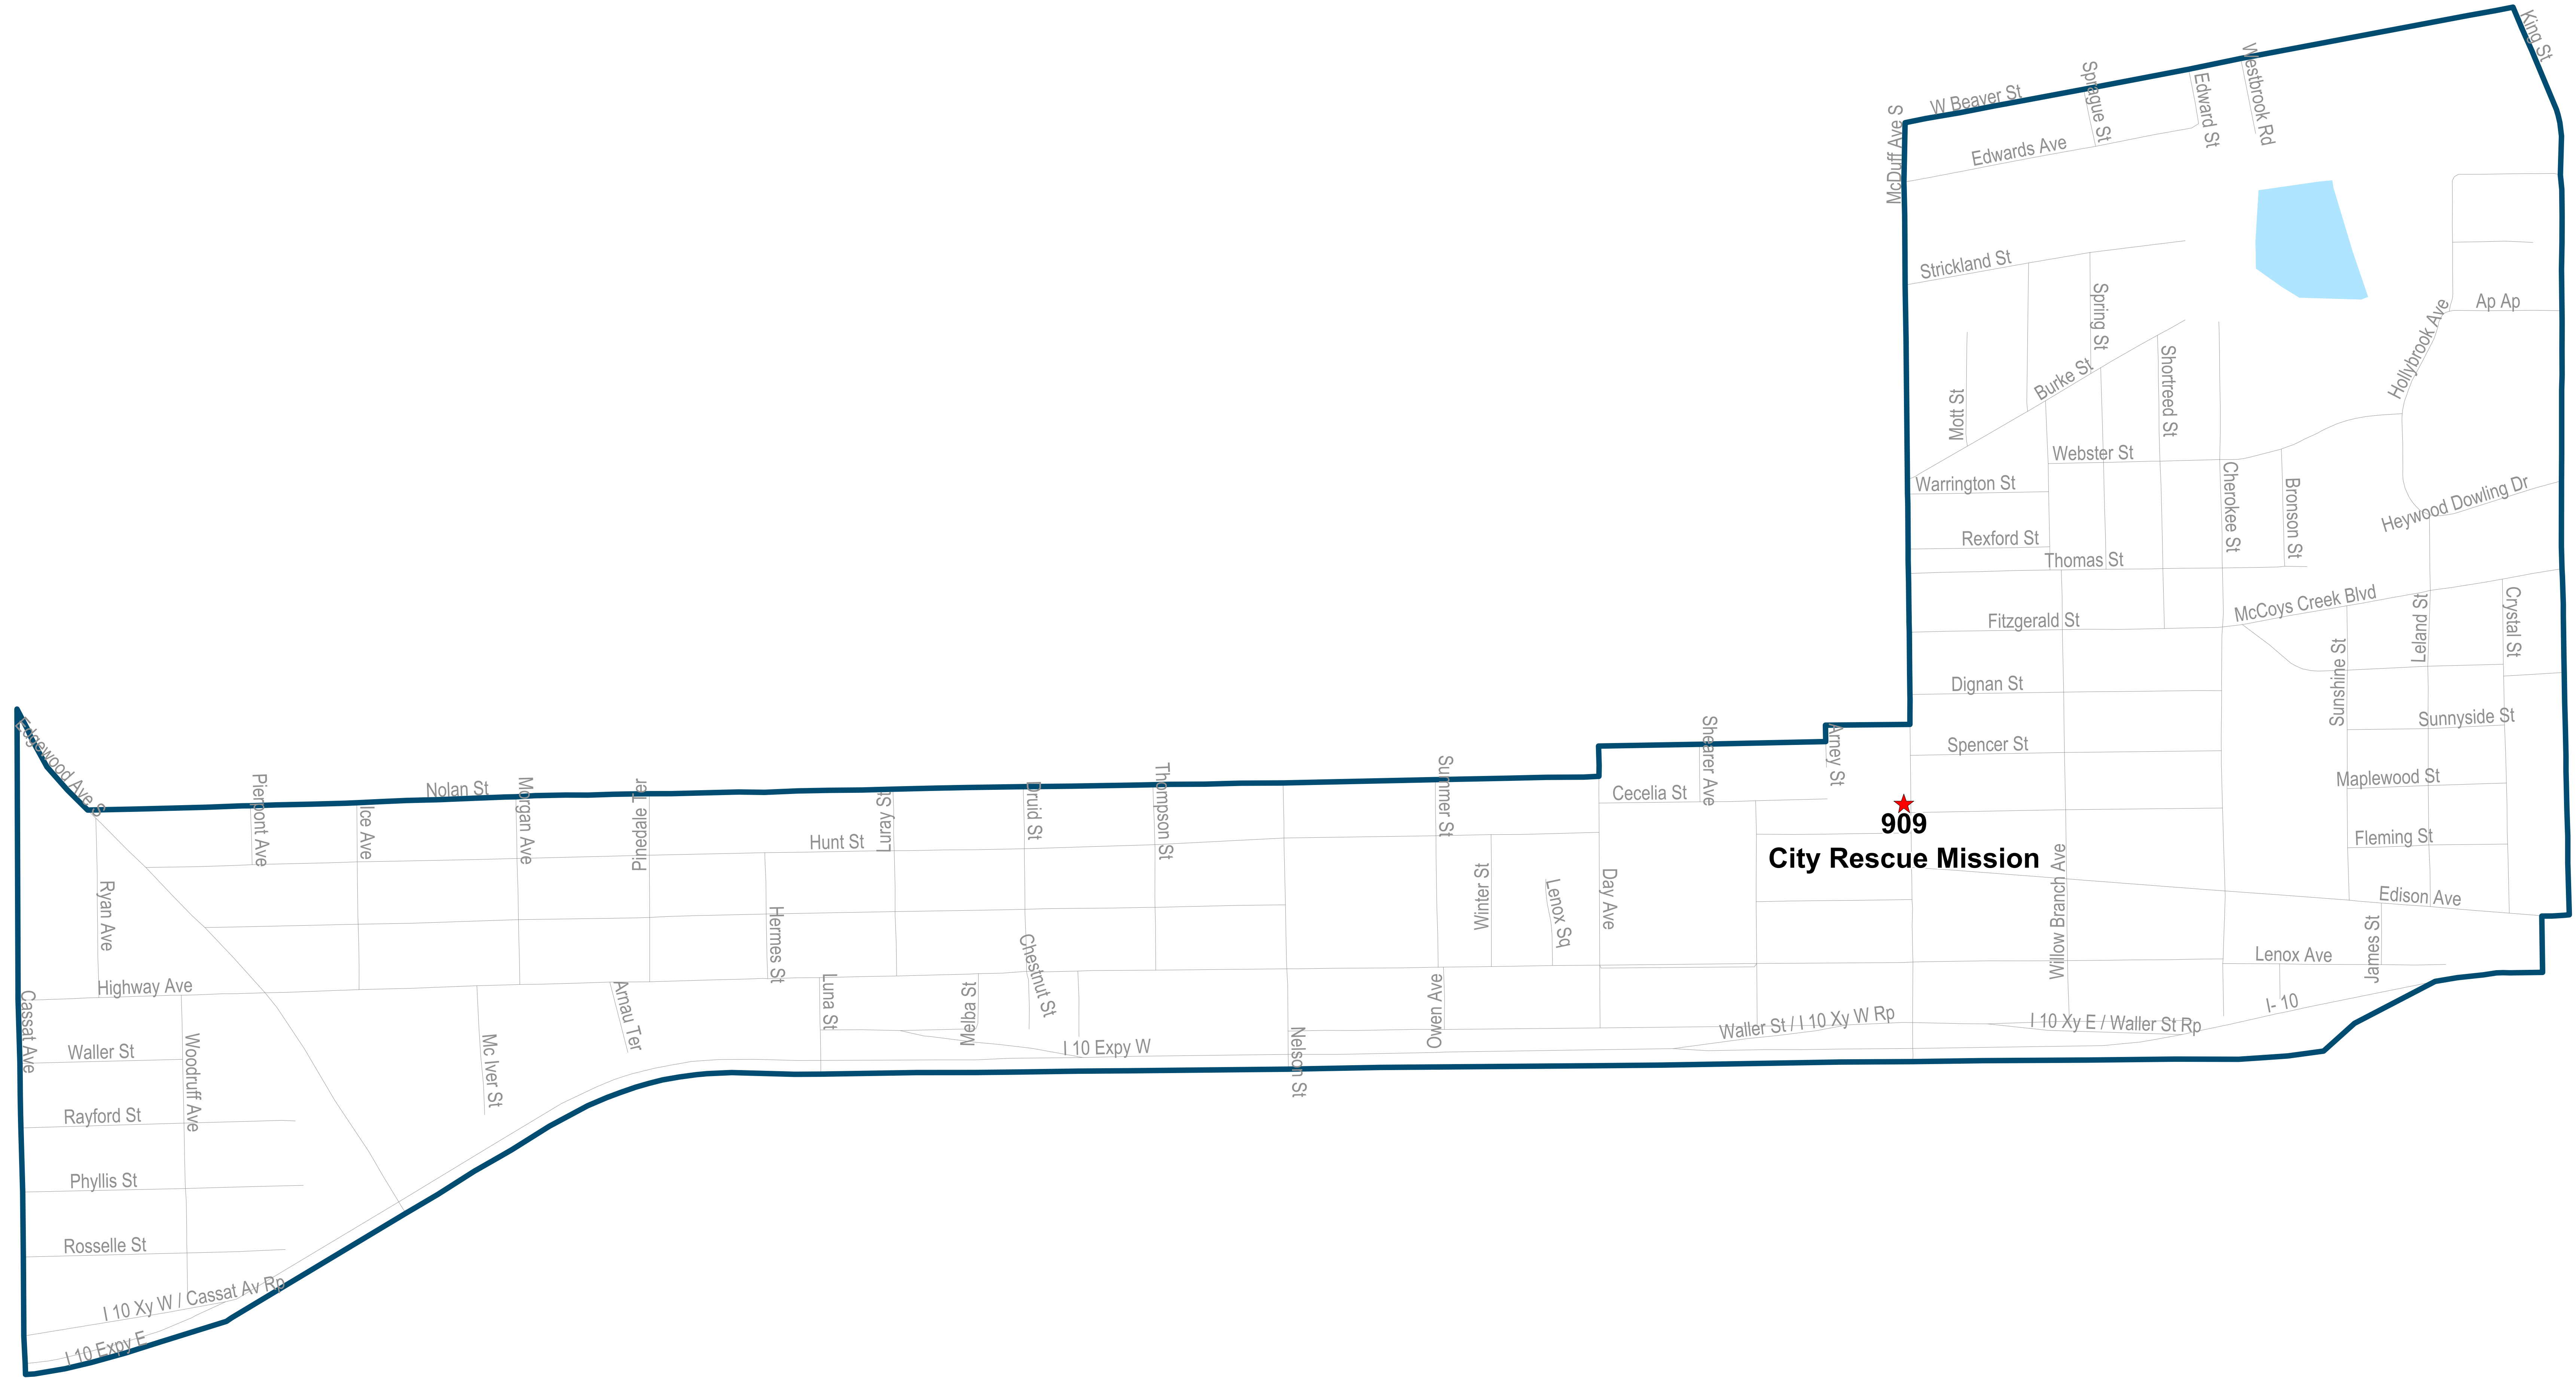 King St
Westbrook Rd
Sprague St
Edward St
W Beaver St
McDuff Ave S
Edwards Ave
Strickland St
Spring St
Ap Ap
Hollybrook Ave
Burke St
Shortreed St
Mott St
Webster St
Cherokee St
Bronson St
Warrington St
Heywood Dowling Dr
Rexford St
Thomas St
McCoys Creek Blvd
Fitzgerald St
Leland St
Crystal St
Sunshine St
Dignan St
Sunnyside St
Spencer St
Edgewood Ave S
Shearer Ave
Arney St
Maplewood St
Nolan St
Pierpont Ave
Ice Ave
Morgan Ave
Pinedale Ter
Lunray St
Druid St
Thompson St
Summer St
Cecelia St
909
City Rescue Mission
Fleming St
Hunt St
Edison Ave
Ryan Ave
Hermes St
Winter St
Lenox Sq
Day Ave
Willow Branch Ave
James St
Lenox Ave
Highway Ave
Cassat Ave
Arnau Ter
Luna St
Melba St
Chestnut St
Owen Ave
I- 10
Waller St / I 10 Xy W Rp
I 10 Xy E / Waller St Rp
I 10 Expy W
Nelson St
Waller St
Woodruff Ave
Mc Iver St
Rayford St
Phyllis St
Rosselle St
I 10 Xy W / Cassat Av Rp
I 10 Expy E